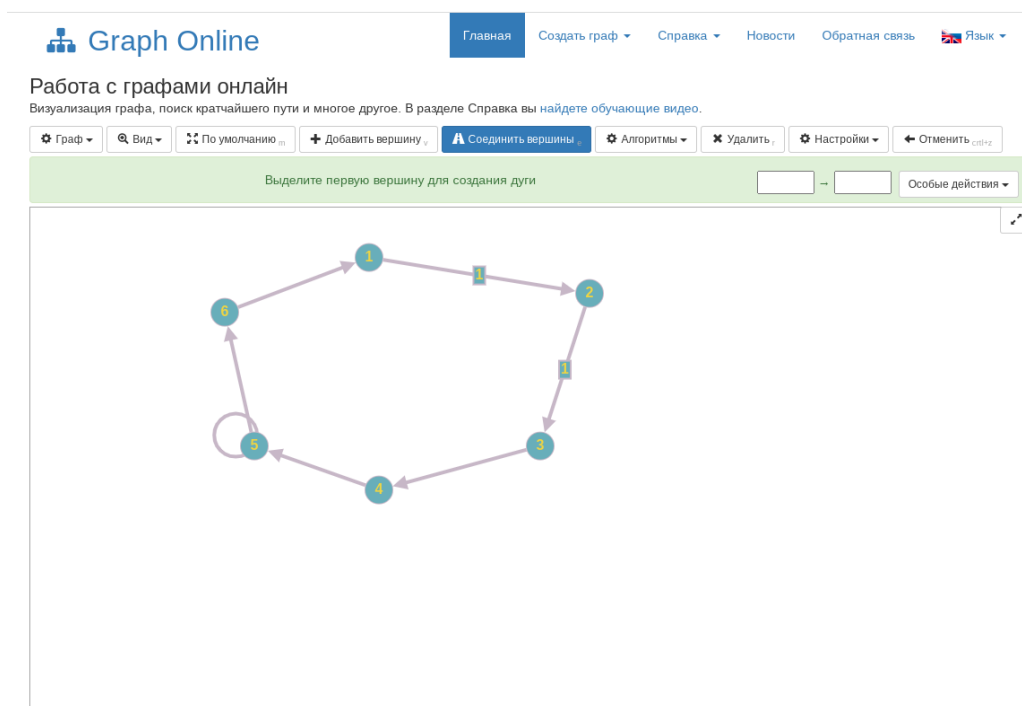 Graph Online
Главная Создать граф Справка Новости Обратная связь Язык
Работа с графами онлайн
Визуализация графа, поиск кратчайшего пути и многое другое. В разделе Справка вы найдете обучающие видео.
Граф Вид По умолчанию m Добавить вершину v Соединить вершины e Алгоритмы Удалить r Настройки Отменить crtl+z
Выделите первую вершину для создания дуги → Особые действия
1
1
2
6
1
5
3
4